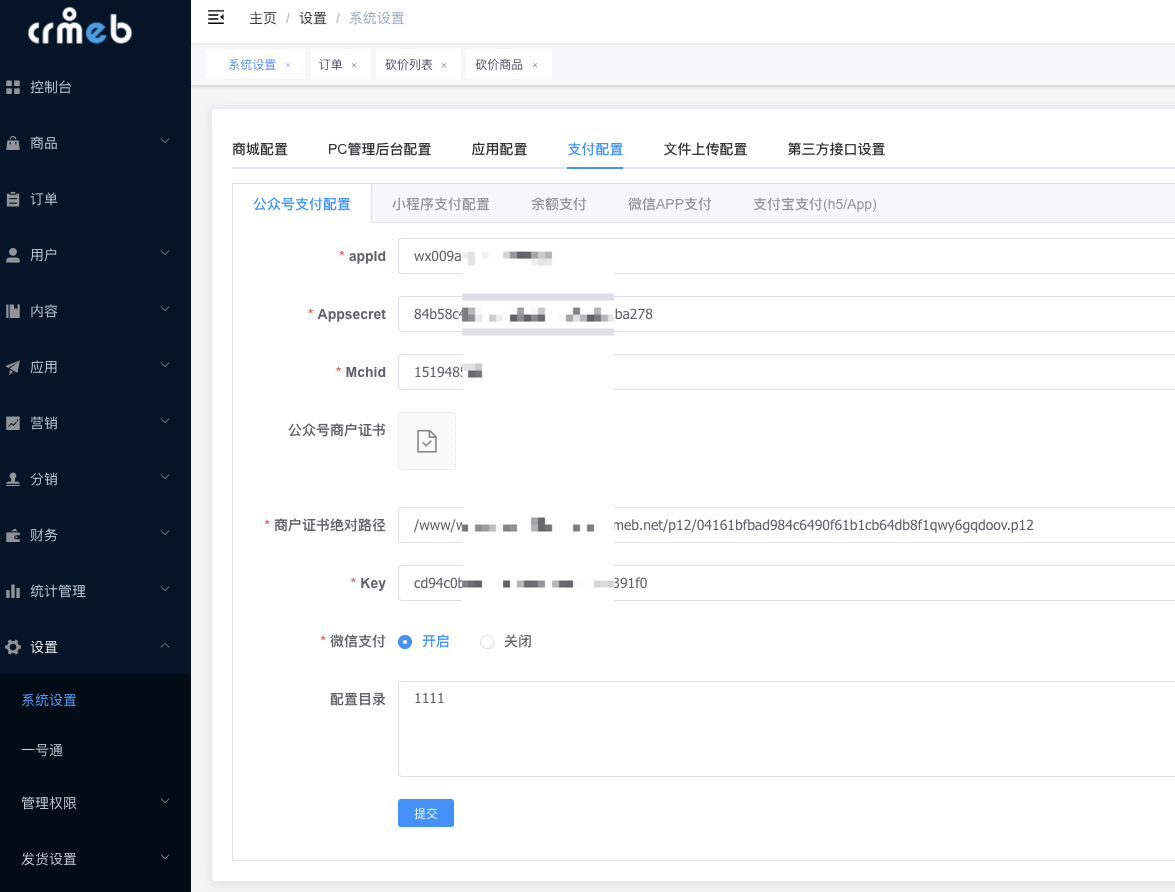 crmeb
主页 / 设置 / 系统设置
系统设置 ×
订单 ×
砍价列表 ×
砍价商品 ×
控制台
商品
订单
用户
内容
应用
营销
分销
财务
统计管理
设置
系统设置
一号通
管理权限
发货设置
商城配置
PC管理后台配置
应用配置
支付配置
文件上传配置
第三方接口设置
公众号支付配置
小程序支付配置
余额支付
微信APP支付
支付宝支付(h5/App)
* appId
wx009a
* Appsecret
84b58c ba278
* Mchid
151948
公众号商户证书
* 商户证书绝对路径
/www/ meb.net/p12/04161bfbad984c6490f61b1cb64db8f1qwy6gqdoov.p12
* Key
cd94c0 391f0
* 微信支付
开启
关闭
配置目录
1111
提交